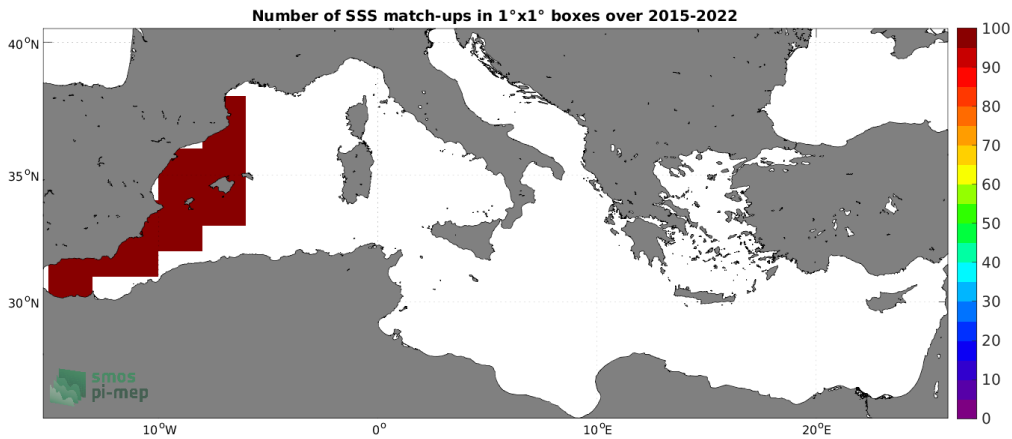 Number of SSS match-ups in 1°x1° boxes over 2015-2022
40°N
35°N
30°N
10°W
0°
10°E
20°E
100
90
80
70
60
50
40
30
20
10
0
smos
pi-mep